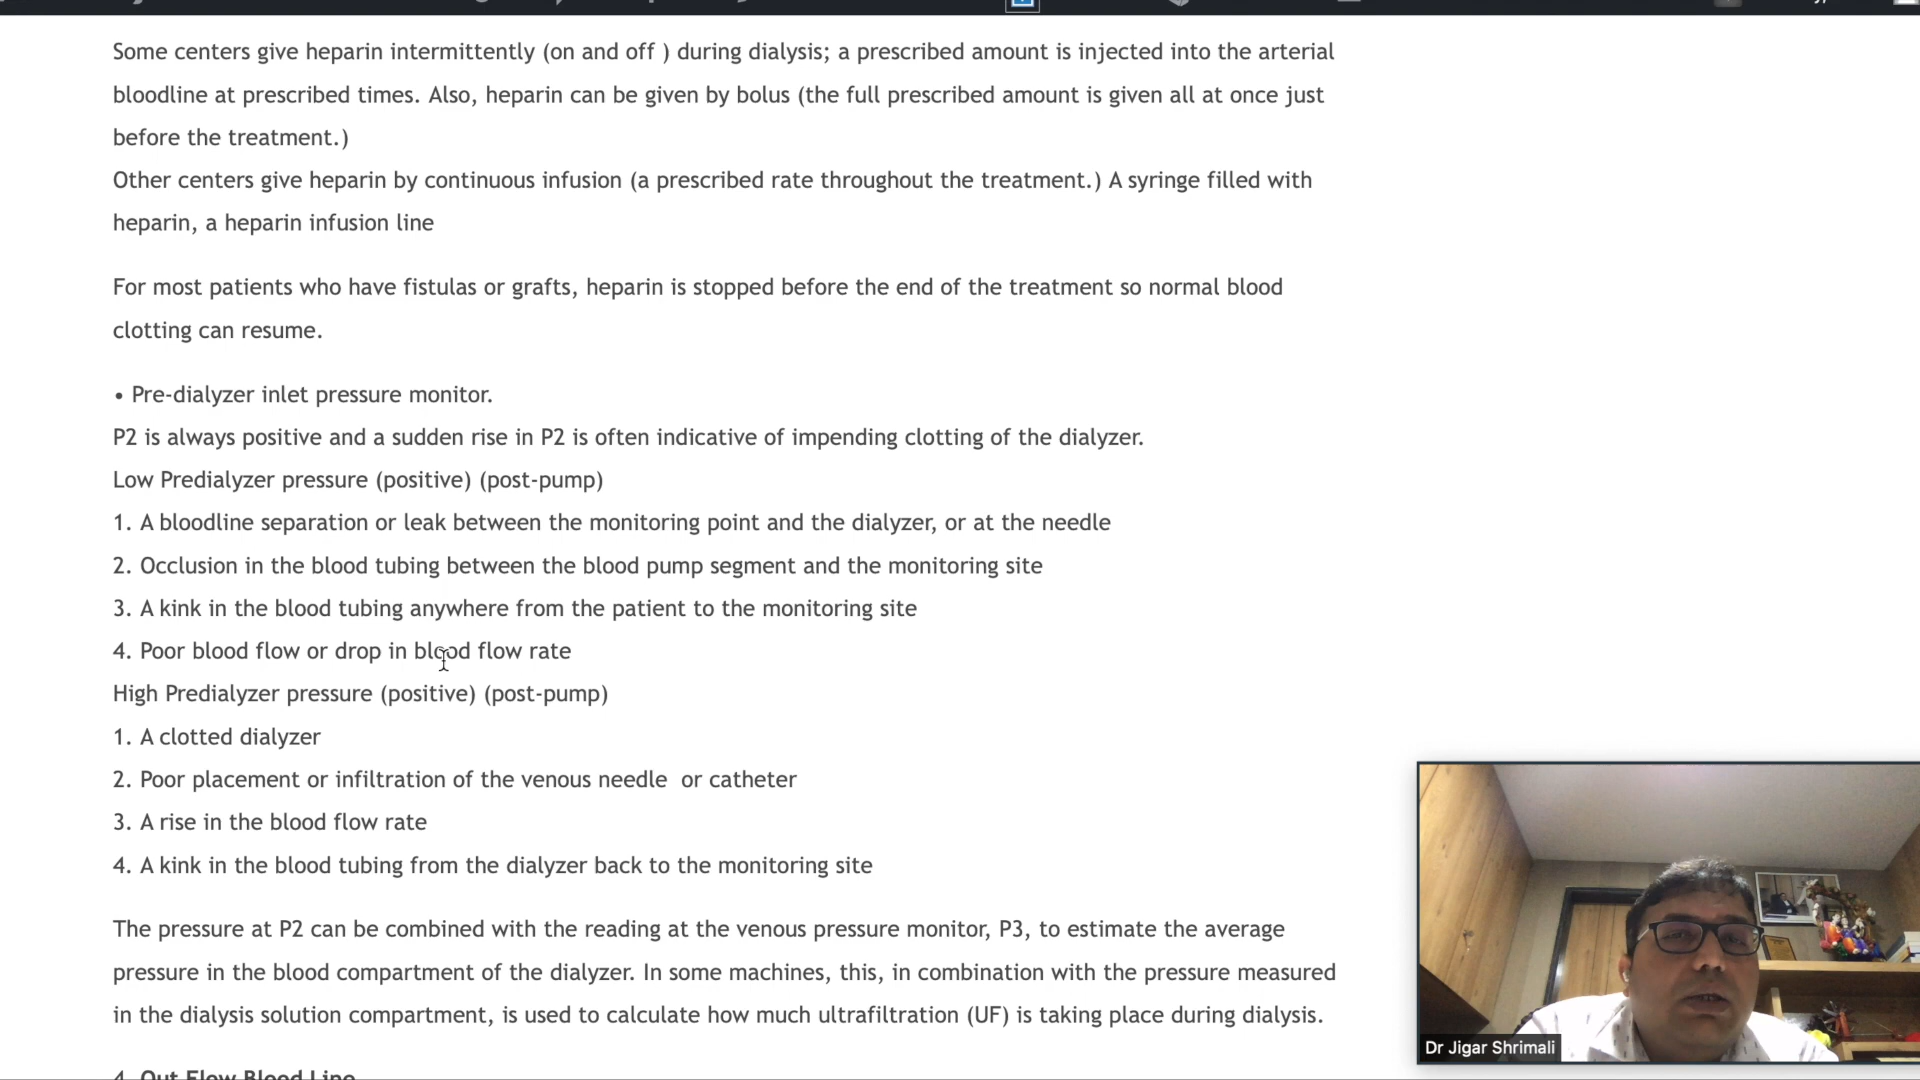 Some centers give heparin intermittently (on and off ) during dialysis; a prescribed amount is injected into the arterial
bloodline at prescribed times. Also, heparin can be given by bolus (the full prescribed amount is given all at once just
before the treatment.)
Other centers give heparin by continuous infusion (a prescribed rate throughout the treatment.) A syringe filled with
heparin, a heparin infusion line
For most patients who have fistulas or grafts, heparin is stopped before the end of the treatment so normal blood
clotting can resume.
• Pre-dialyzer inlet pressure monitor.
P2 is always positive and a sudden rise in P2 is often indicative of impending clotting of the dialyzer.
Low Predialyzer pressure (positive) (post-pump)
1. A bloodline separation or leak between the monitoring point and the dialyzer, or at the needle
2. Occlusion in the blood tubing between the blood pump segment and the monitoring site
3. A kink in the blood tubing anywhere from the patient to the monitoring site
4. Poor blood flow or drop in blood flow rate
High Predialyzer pressure (positive) (post-pump)
1. A clotted dialyzer
2. Poor placement or infiltration of the venous needle  or catheter
3. A rise in the blood flow rate
4. A kink in the blood tubing from the dialyzer back to the monitoring site
The pressure at P2 can be combined with the reading at the venous pressure monitor, P3, to estimate the average
pressure in the blood compartment of the dialyzer. In some machines, this, in combination with the pressure measured
in the dialysis solution compartment, is used to calculate how much ultrafiltration (UF) is taking place during dialysis.
4. Out Flow Blood Line
Dr Jigar Shrimali